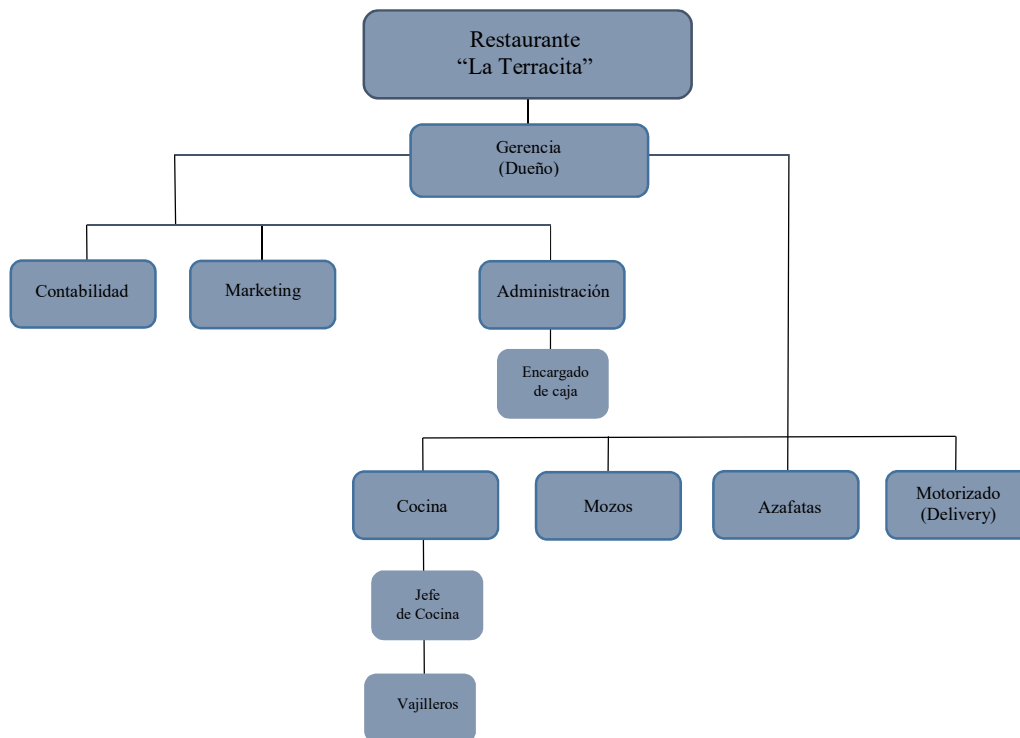 Restaurante
“La Terracita”
Gerencia
(Dueño)
Contabilidad
Marketing
Administración
Encargado
de caja
Cocina
Mozos
Azafatas
Motorizado
(Delivery)
Jefe
de Cocina
Vajilleros